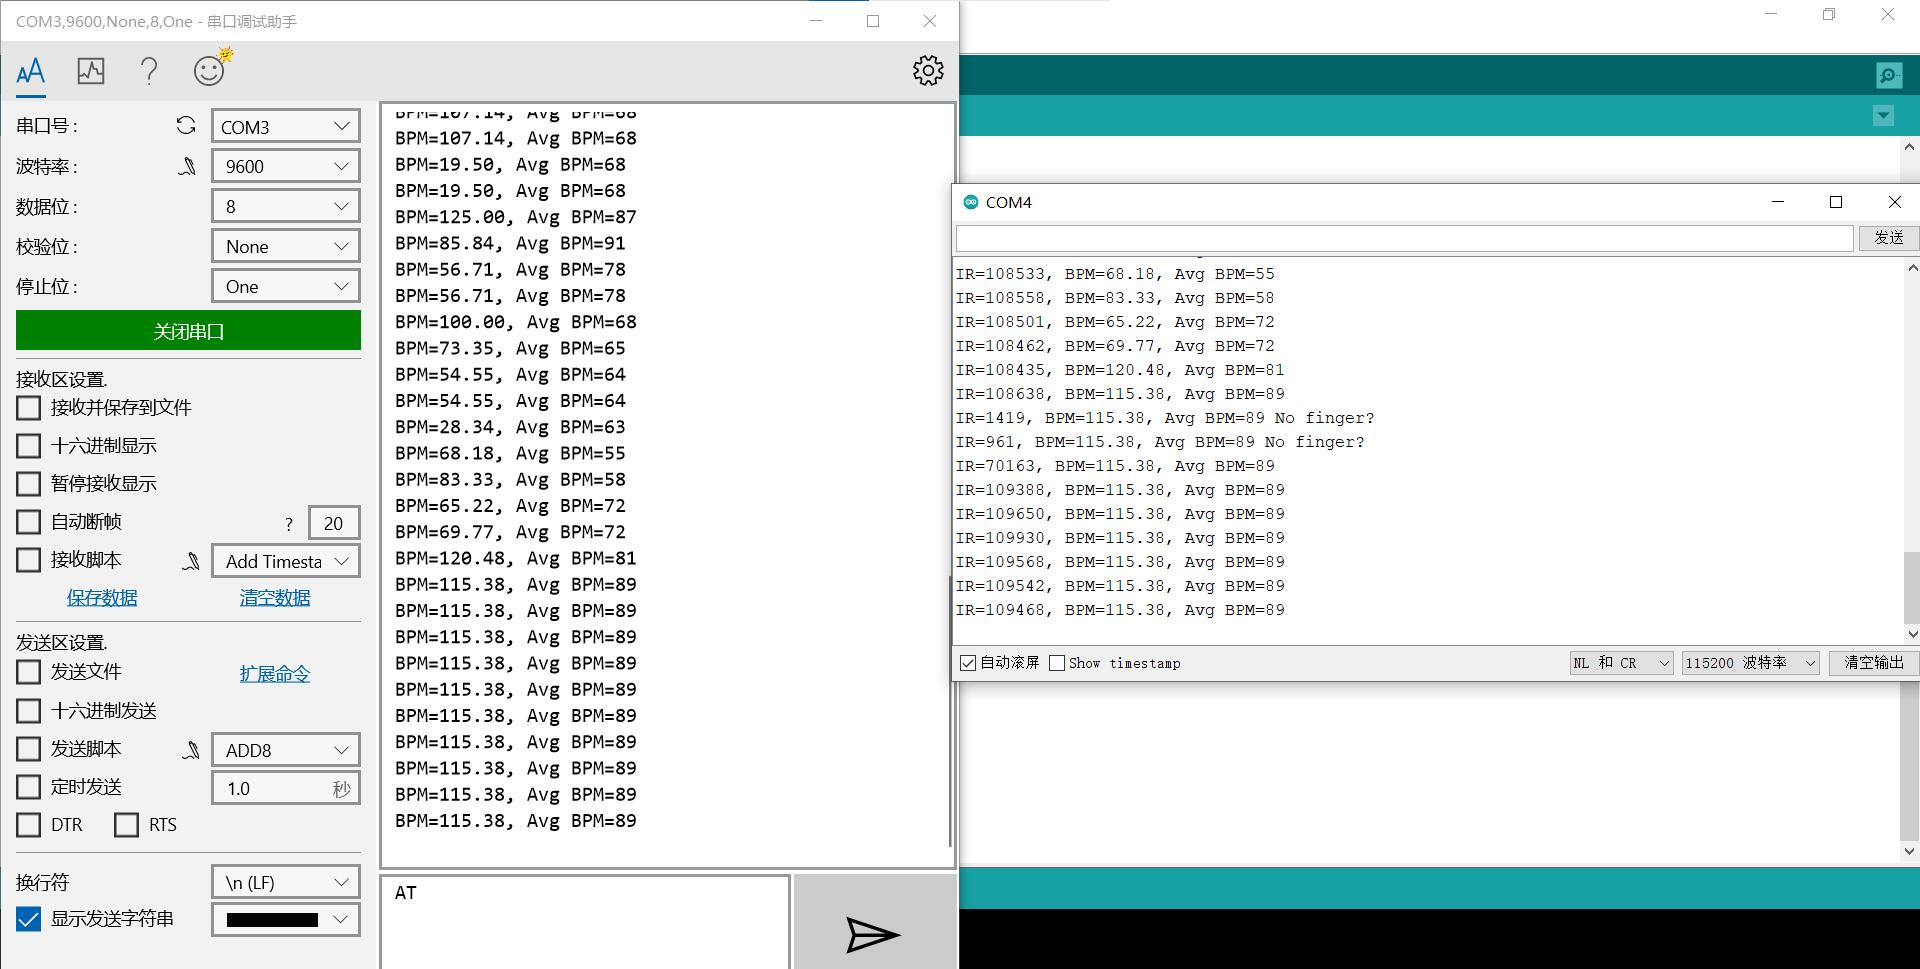 COM3,9600,None,8,One - 串口调试助手
串口号 :
COM3
波特率 :
9600
数据位 :
8
校验位 :
None
停止位 :
One
关闭串口
接收区设置.
接收并保存到文件
十六进制显示
暂停接收显示
自动断帧
?
20
接收脚本
Add Timesta
保存数据
清空数据
发送区设置.
发送文件
扩展命令
十六进制发送
发送脚本
ADD8
定时发送
1.0
秒
DTR
RTS
换行符
\n (LF)
显示发送字符串
BPM=107.14, Avg BPM=68
BPM=107.14, Avg BPM=68
BPM=19.50, Avg BPM=68
BPM=19.50, Avg BPM=68
BPM=125.00, Avg BPM=87
BPM=85.84, Avg BPM=91
BPM=56.71, Avg BPM=78
BPM=56.71, Avg BPM=78
BPM=100.00, Avg BPM=68
BPM=73.35, Avg BPM=65
BPM=54.55, Avg BPM=64
BPM=54.55, Avg BPM=64
BPM=28.34, Avg BPM=63
BPM=68.18, Avg BPM=55
BPM=83.33, Avg BPM=58
BPM=65.22, Avg BPM=72
BPM=69.77, Avg BPM=72
BPM=120.48, Avg BPM=81
BPM=115.38, Avg BPM=89
BPM=115.38, Avg BPM=89
BPM=115.38, Avg BPM=89
BPM=115.38, Avg BPM=89
BPM=115.38, Avg BPM=89
BPM=115.38, Avg BPM=89
BPM=115.38, Avg BPM=89
BPM=115.38, Avg BPM=89
BPM=115.38, Avg BPM=89
BPM=115.38, Avg BPM=89
AT
COM4
发送
IR=108533, BPM=68.18, Avg BPM=55
IR=108558, BPM=83.33, Avg BPM=58
IR=108501, BPM=65.22, Avg BPM=72
IR=108462, BPM=69.77, Avg BPM=72
IR=108435, BPM=120.48, Avg BPM=81
IR=108638, BPM=115.38, Avg BPM=89
IR=1419, BPM=115.38, Avg BPM=89 No finger?
IR=961, BPM=115.38, Avg BPM=89 No finger?
IR=70163, BPM=115.38, Avg BPM=89
IR=109388, BPM=115.38, Avg BPM=89
IR=109650, BPM=115.38, Avg BPM=89
IR=109930, BPM=115.38, Avg BPM=89
IR=109568, BPM=115.38, Avg BPM=89
IR=109542, BPM=115.38, Avg BPM=89
IR=109468, BPM=115.38, Avg BPM=89
自动滚屏
Show timestamp
NL 和 CR
115200 波特率
清空输出